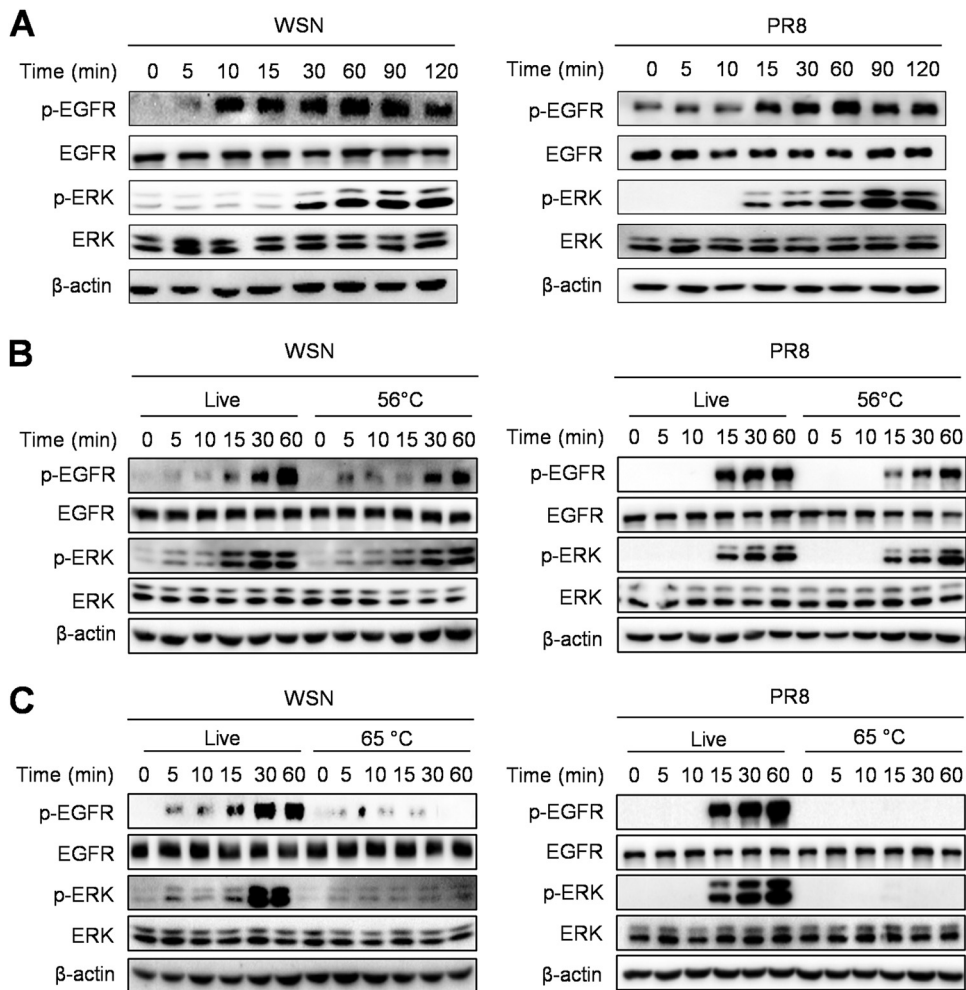 A
WSN
Time (min) 0 5 10 15 30 60 90 120
p-EGFR
EGFR
p-ERK
ERK
β-actin
PR8
Time (min) 0 5 10 15 30 60 90 120
p-EGFR
EGFR
p-ERK
ERK
β-actin
B
WSN
Live 56°C
Time (min) 0 5 10 15 30 60 0 5 10 15 30 60
p-EGFR
EGFR
p-ERK
ERK
β-actin
PR8
Live 56°C
Time (min) 0 5 10 15 30 60 0 5 10 15 30 60
p-EGFR
EGFR
p-ERK
ERK
β-actin
C
WSN
Live 65 °C
Time (min) 0 5 10 15 30 60 0 5 10 15 30 60
p-EGFR
EGFR
p-ERK
ERK
β-actin
PR8
Live 65 °C
Time (min) 0 5 10 15 30 60 0 5 10 15 30 60
p-EGFR
EGFR
p-ERK
ERK
β-actin